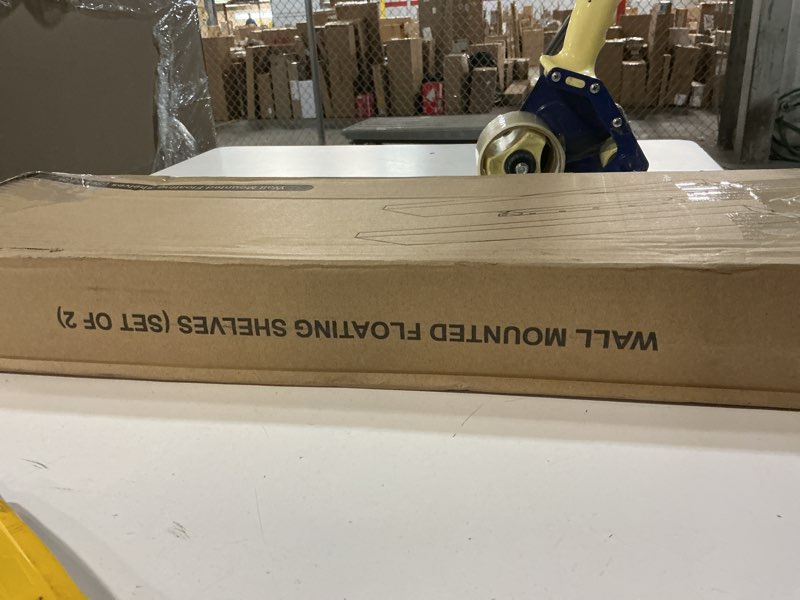 Wall Mounted Floating Shelves
WALL MOUNTED FLOATING SHELVES (SET OF 2)